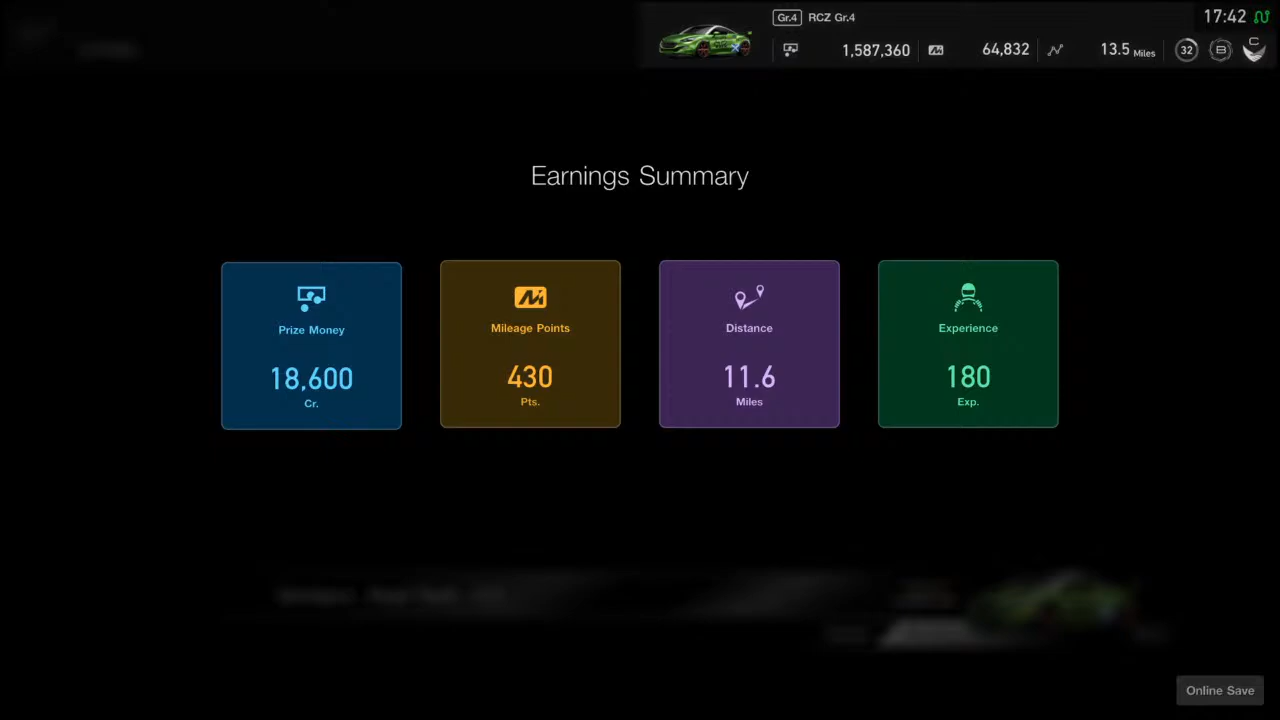 Gr.4 RCZ Gr.4
17:42
1,587,360
64,832
13.5 Miles
32
B
C
Earnings Summary
Prize Money
18,600
Cr.
Mileage Points
430
Pts.
Distance
11.6
Miles
Experience
180
Exp.
Online Save